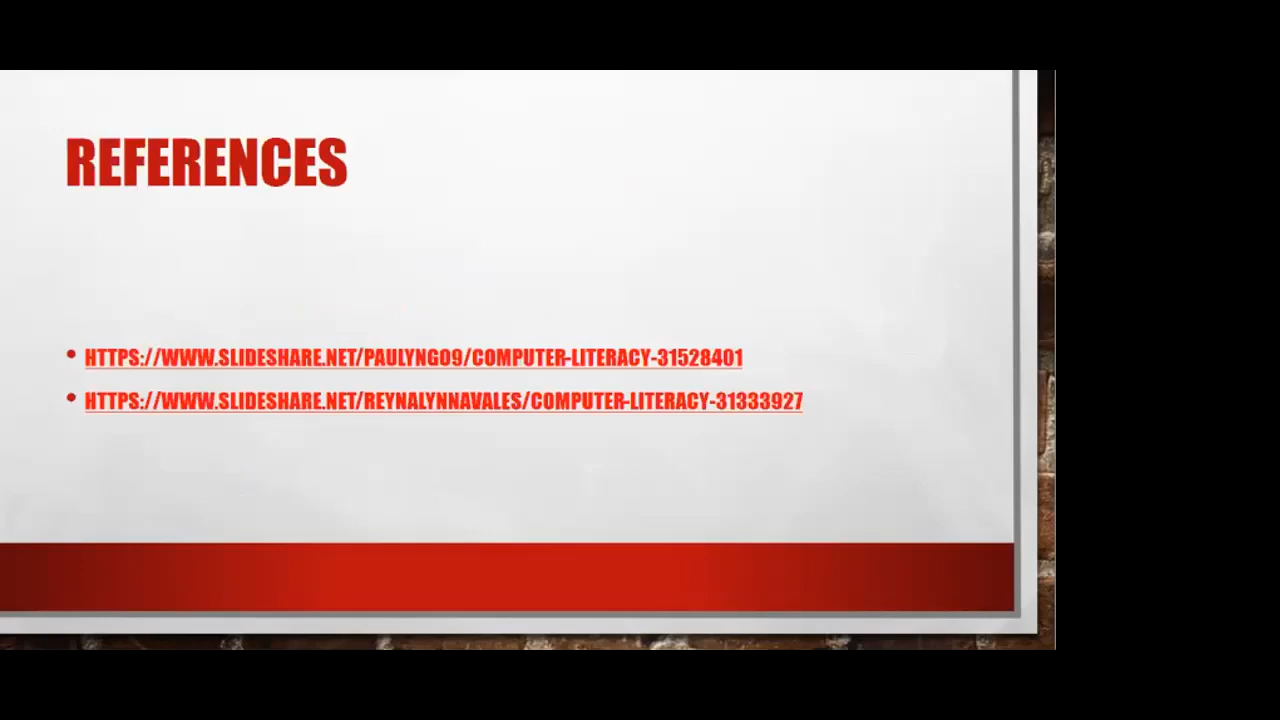 REFERENCES
• HTTPS://WWW.SLIDESHARE.NET/PAULYNG09/COMPUTER-LITERACY-31528401
• HTTPS://WWW.SLIDESHARE.NET/REYNALYNNAVALES/COMPUTER-LITERACY-31333927